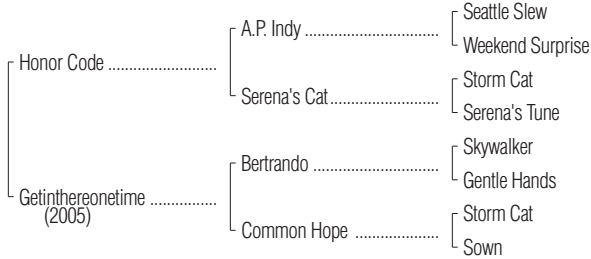 Seattle Slew
A.P. Indy ..............................
Weekend Surprise
Honor Code ........................
Storm Cat
Serena's Cat........................
Serena's Tune
Skywalker
Bertrando ............................
Gentle Hands
Getinthereonetime ...............
(2005)
Storm Cat
Common Hope ...................
Sown